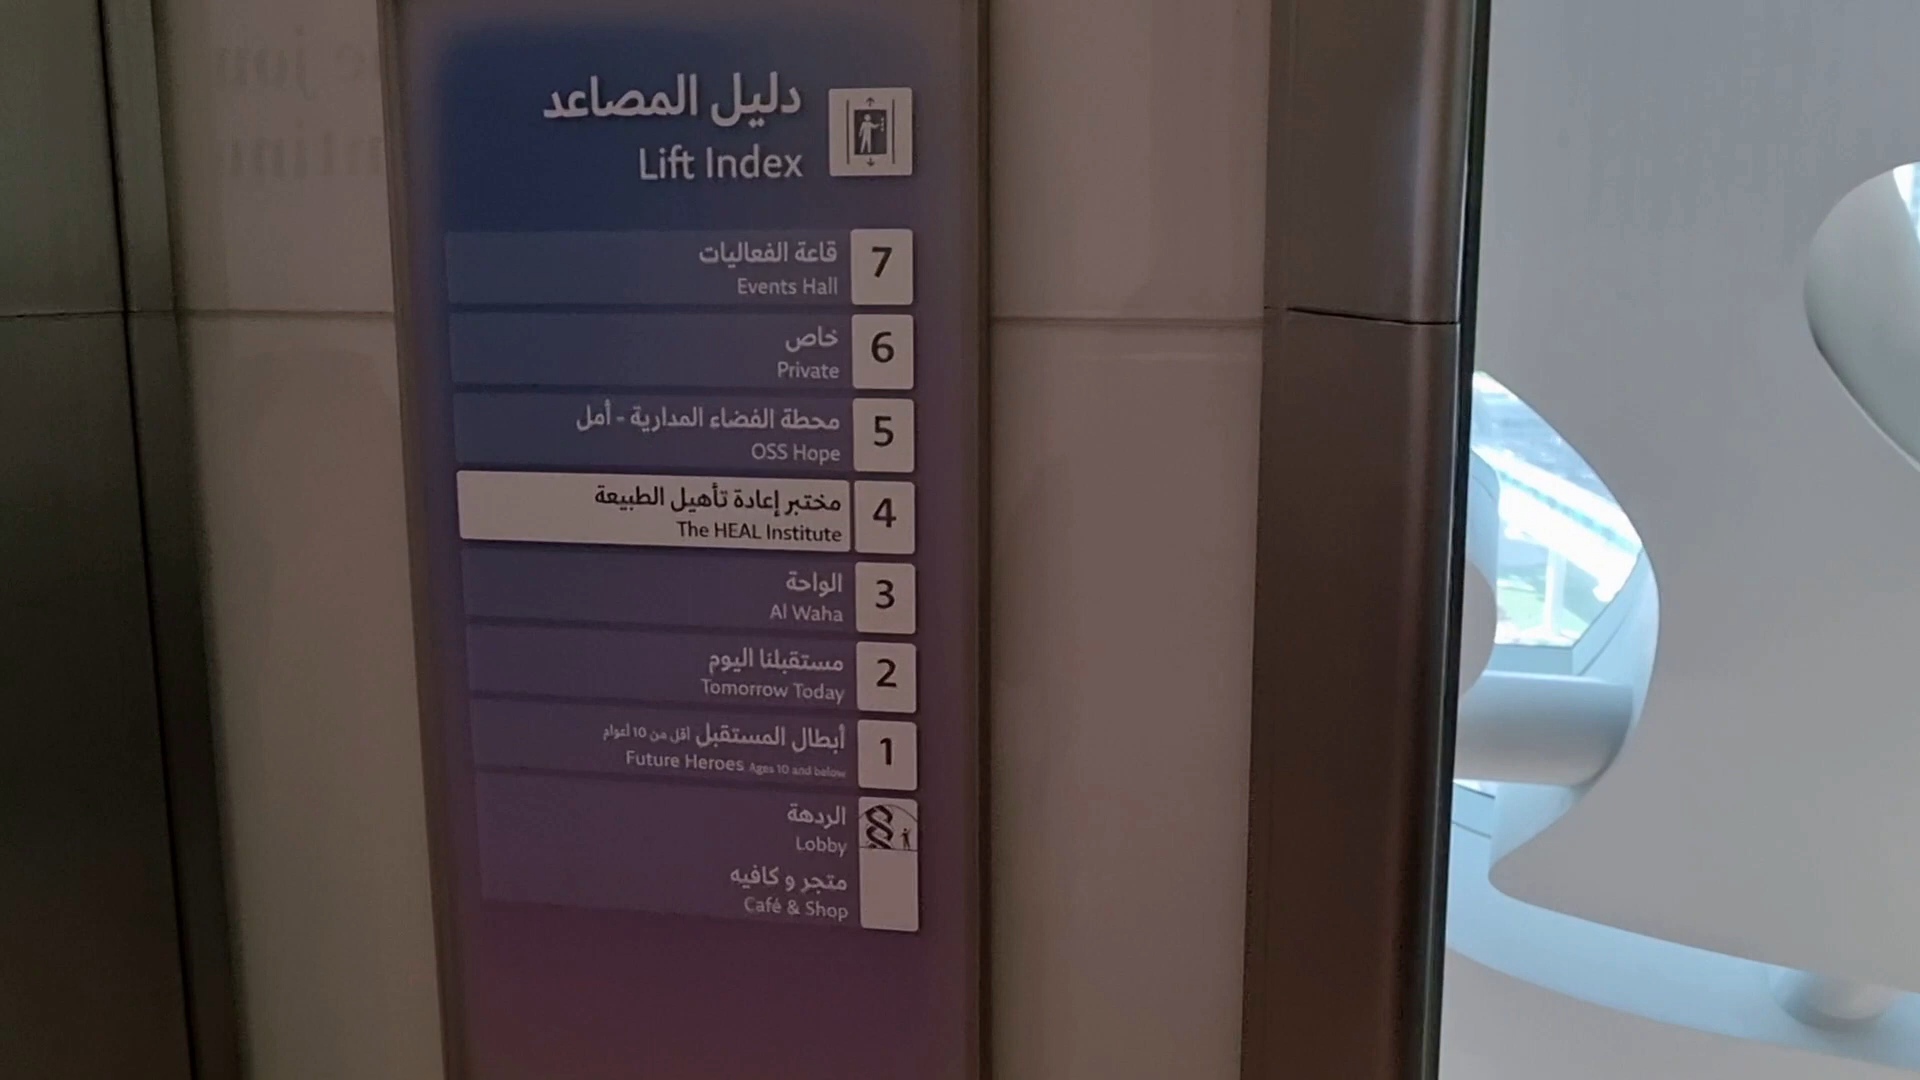 دليل المصاعد
Lift Index
قاعة الفعاليات
Events Hall
7
خاص
Private
6
محطة الفضاء المدارية - أمل
OSS Hope
5
مختبر إعادة تأهيل الطبيعة
The HEAL Institute
4
الواحة
Al Waha
3
مستقبلنا اليوم
Tomorrow Today
2
أبطال المستقبل أقل من 10 أعوام
Future Heroes Ages 10 and below
1
الردهة
Lobby
متجر و كافيه
Café & Shop